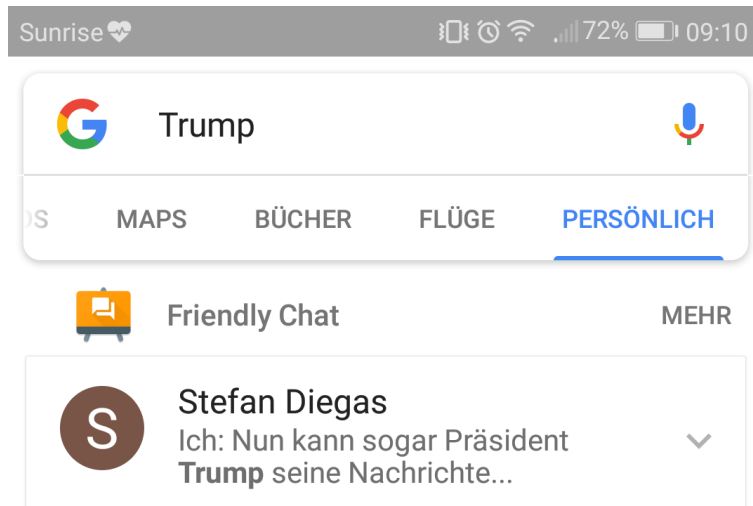 Sunrise 72% 09:10
Trump
OS MAPS BÜCHER FLÜGE PERSÖNLICH
Friendly Chat MEHR
S Stefan Diegas
Ich: Nun kann sogar Präsident
Trump seine Nachrichte...